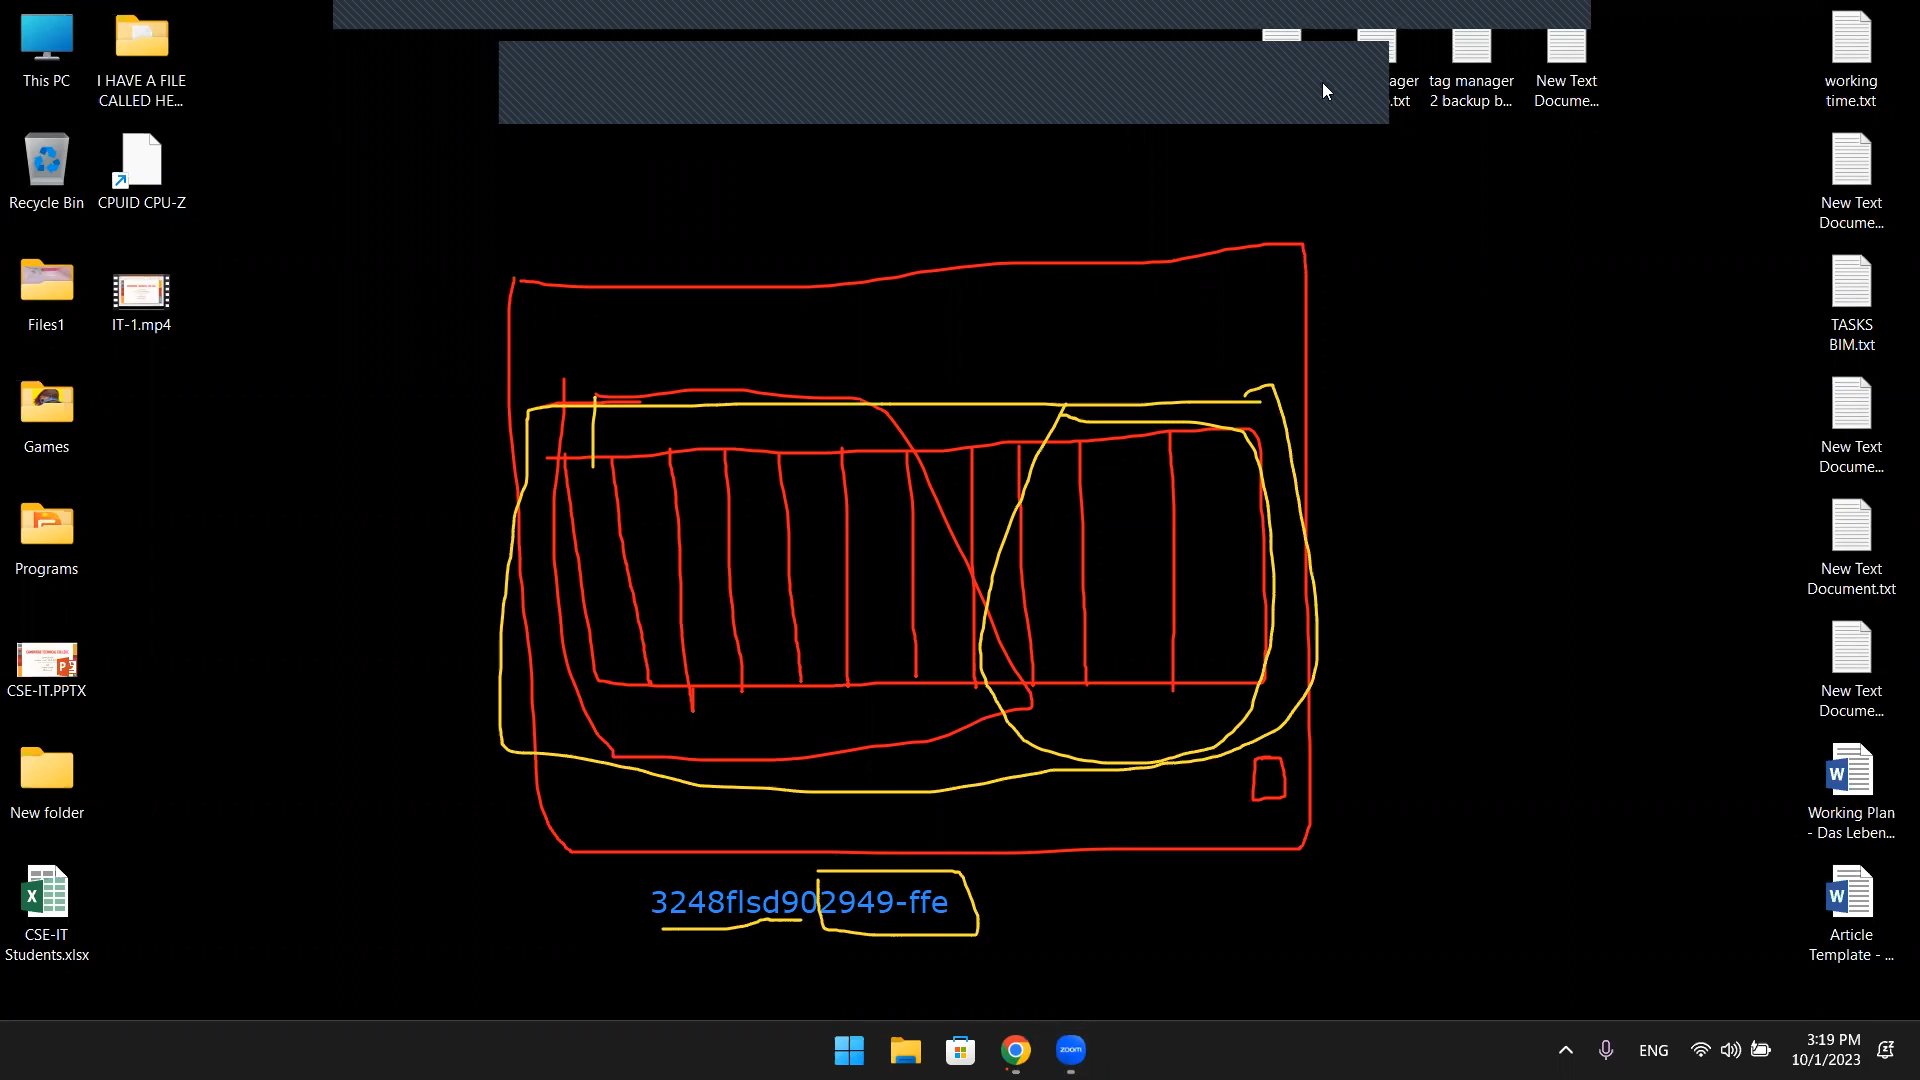 This PC
I HAVE A FILE
CALLED HE...
ager
.txt
tag manager
2 backup b...
New Text
Docume...
working
time.txt
Recycle Bin
CPUID CPU-Z
New Text
Docume...
Files1
IT-1.mp4
TASKS
BIM.txt
Games
New Text
Docume...
Programs
New Text
Document.txt
CSE-IT.PPTX
New Text
Docume...
New folder
Working Plan
- Das Leben...
CSE-IT
Students.xlsx
3248flsd902949-ffe
Article
Template - ...
zoom
ENG
3:19 PM
10/1/2023